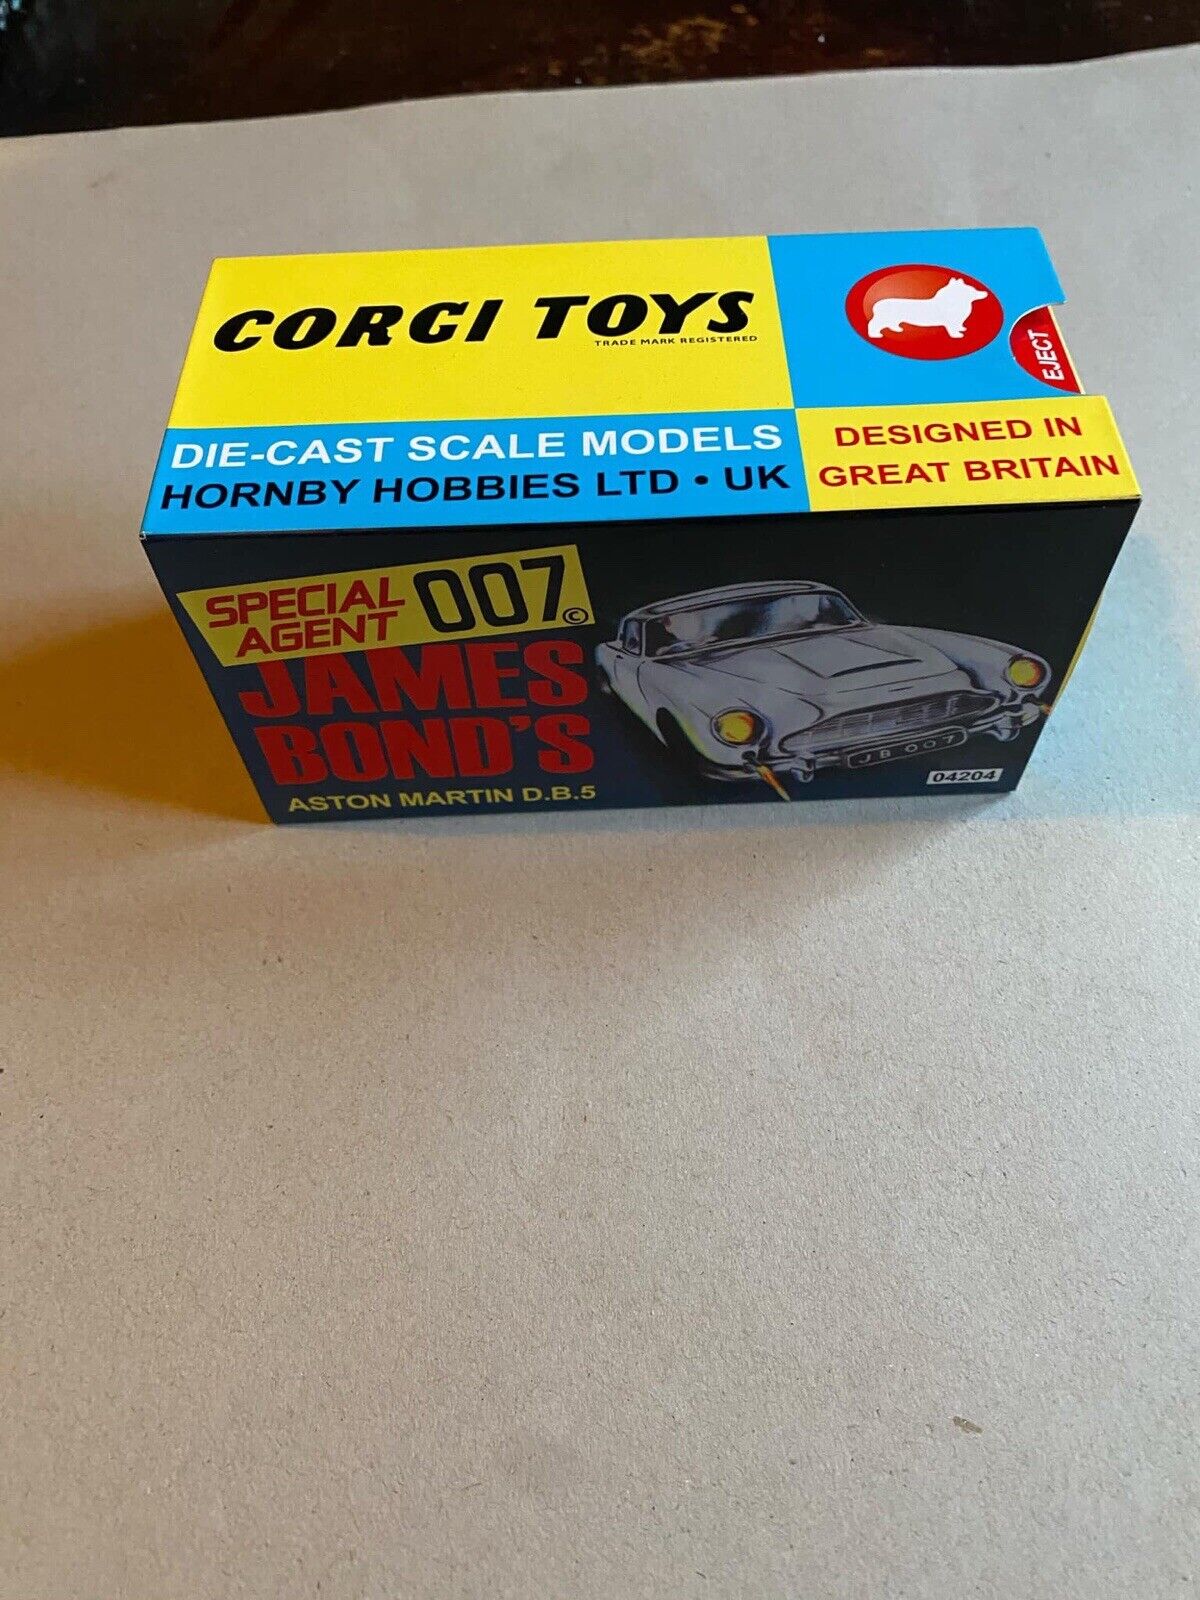 CORGI TOYS
TRADE MARK REGISTERED
EJECT
DIE-CAST SCALE MODELS
HORNBY HOBBIES LTD • UK
DESIGNED IN
GREAT BRITAIN
SPECIAL
AGENT
007©
JAMES
BOND'S
ASTON MARTIN D.B.5
JB 007
04204